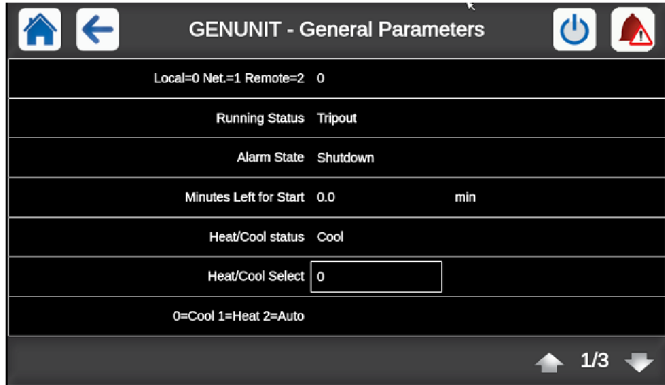 GENUNIT - General Parameters
Local=0 Net.=1 Remote=2 0
Running Status Tripout
Alarm State Shutdown
Minutes Left for Start 0.0 min
Heat/Cool status Cool
Heat/Cool Select 0
0=Cool 1=Heat 2=Auto
1/3